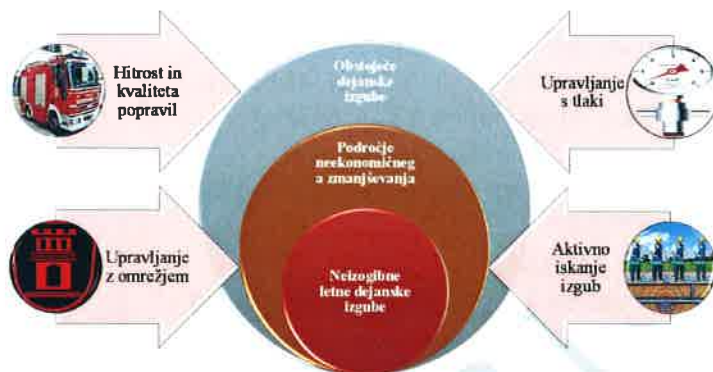 Hitrost in
kvaliteta
popravil
Obstoječe
dejanske
izgube
Upravljanje
s tlaki
Področje
neekonomičneg
a zmanjševanja
Upravljanje
z omrežjem
Neizogibne
letne dejanske
izgube
Aktivno
iskanje
izgub